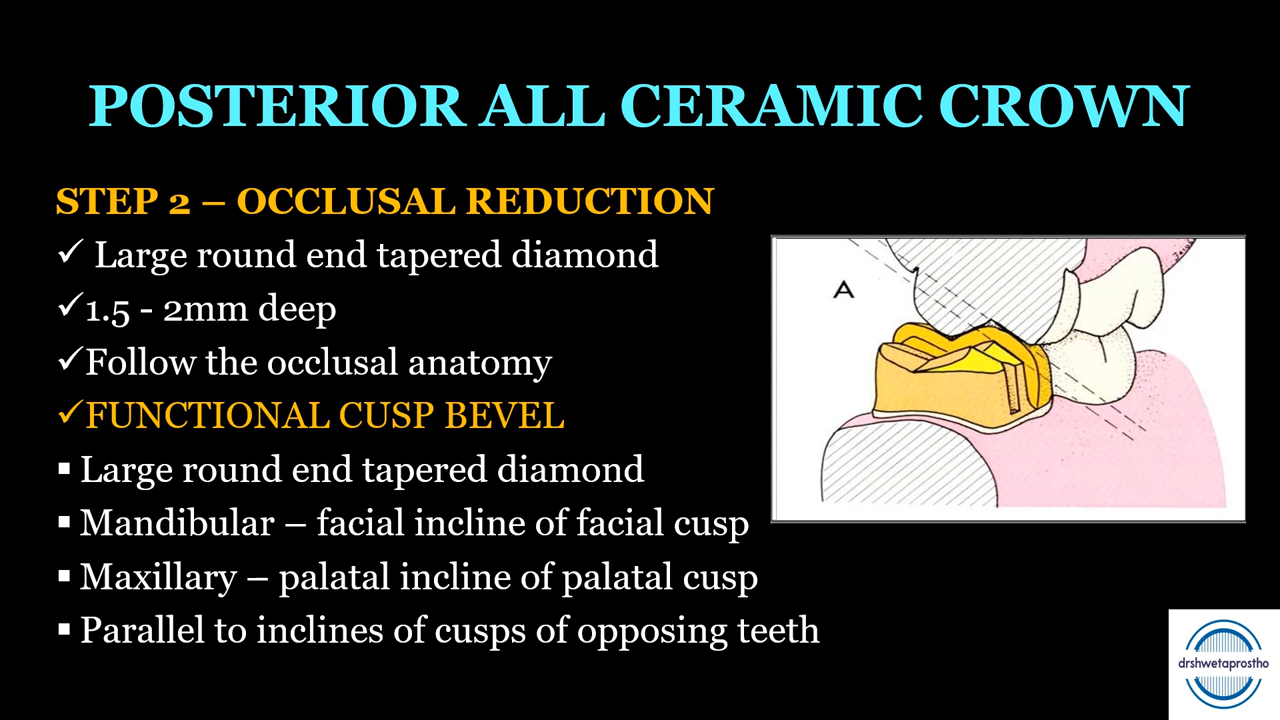 POSTERIOR ALL CERAMIC CROWN
STEP 2 – OCCLUSAL REDUCTION
✓ Large round end tapered diamond
✓1.5 - 2mm deep
✓Follow the occlusal anatomy
✓FUNCTIONAL CUSP BEVEL
▪ Large round end tapered diamond
▪ Mandibular – facial incline of facial cusp
▪ Maxillary – palatal incline of palatal cusp
▪ Parallel to inclines of cusps of opposing teeth
A
drshwetaprostho